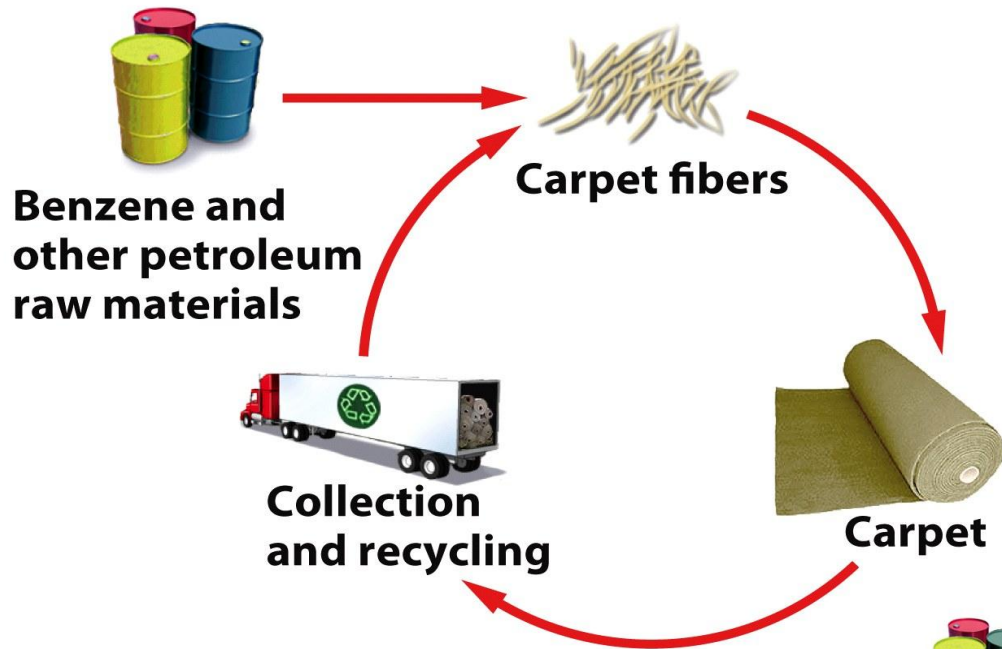 Benzene and
other petroleum
raw materials
Carpet fibers
Collection
and recycling
Carpet